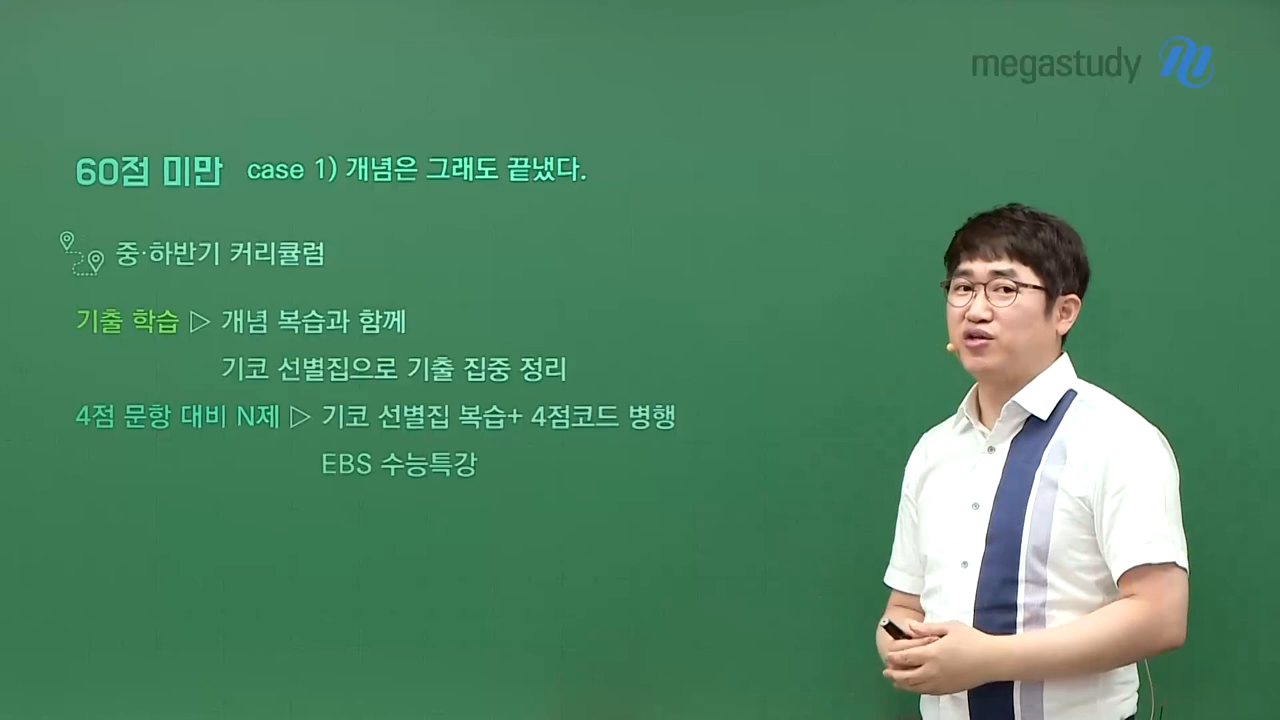 megastudy
60점 미만 case 1) 개념은 그래도 끝냈다.
중·하반기 커리큘럼
기출 학습 ▷ 개념 복습과 함께
기코 선별집으로 기출 집중 정리
4점 문항 대비 N제 ▷ 기코 선별집 복습+ 4점코드 병행
EBS 수능특강